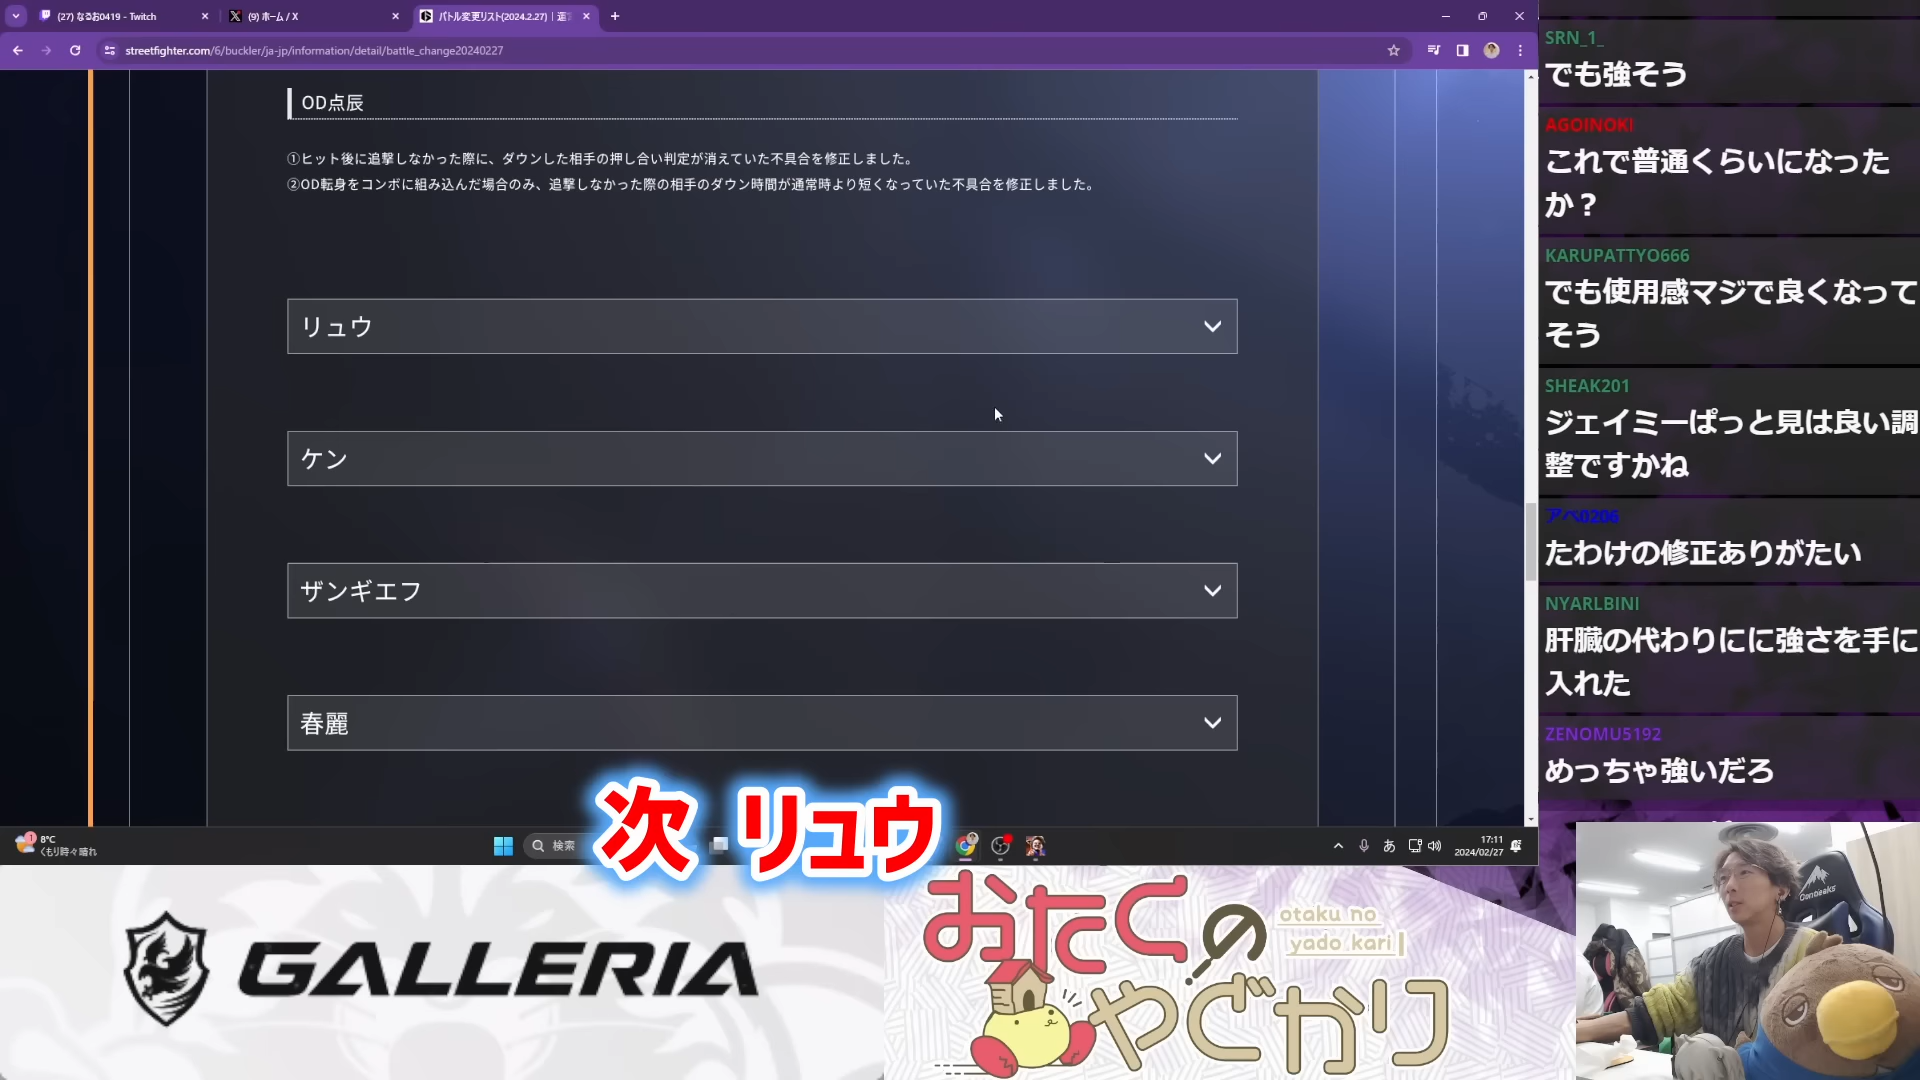 (27) なるお0419 - Twitch
(9) ホーム / X
バトル変更リスト(2024.2.27)
streetfighter.com/6/buckler/ja-jp/information/detail/battle_change20240227
OD点辰
①ヒット後に追撃しなかった際に、ダウンした相手の押し合い判定が消えていた不具合を修正しました。
②OD転身をコンボに組み込んだ場合のみ、追撃しなかった際の相手のダウン時間が通常時より短くなっていた不具合を修正しました。
リュウ
ケン
ザンギエフ
春麗
次 リュウ
8°C
くもり時々晴れ
検索
あ
17:11
2024/02/27
GALLERIA
おたくの
otaku no
yado kari
やどかり
SRN_1_
でも強そう
AGOINOKI
これで普通くらいになった
か？
KARUPATTYO666
でも使用感マジで良くなって
そう
SHEAK201
ジェイミーぱっと見は良い調
整ですかね
アベ0206
たわけの修正ありがたい
NYARLBINI
肝臓の代わりにに強さを手に
入れた
ZENOMU5192
めっちゃ強いだろ